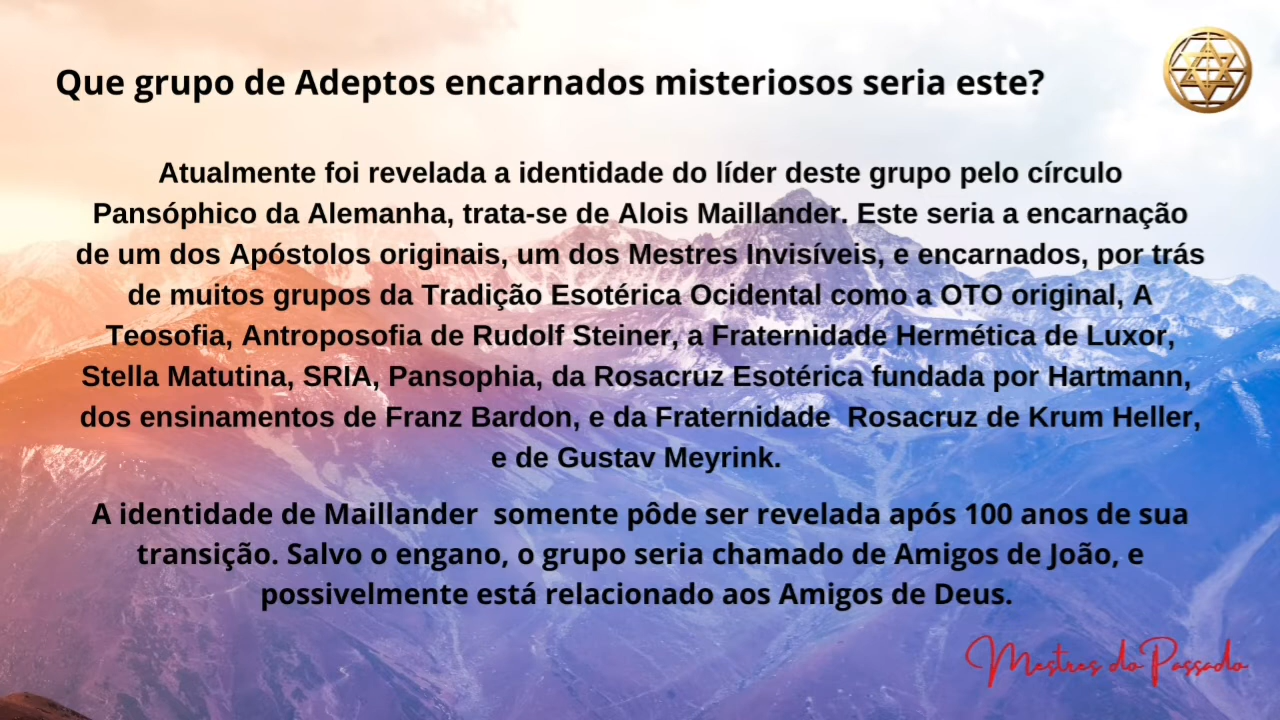 Que grupo de Adeptos encarnados misteriosos seria este?
Atualmente foi revelada a identidade do líder deste grupo pelo círculo
Pansóphico da Alemanha, trata-se de Alois Maillander. Este seria a encarnação
de um dos Apóstolos originais, um dos Mestres Invisíveis, e encarnados, por trás
de muitos grupos da Tradição Esotérica Ocidental como a OTO original, A
Teosofia, Antroposofia de Rudolf Steiner, a Fraternidade Hermética de Luxor,
Stella Matutina, SRIA, Pansophia, da Rosacruz Esotérica fundada por Hartmann,
dos ensinamentos de Franz Bardon, e da Fraternidade  Rosacruz de Krum Heller,
e de Gustav Meyrink.
A identidade de Maillander  somente pôde ser revelada após 100 anos de sua
transição. Salvo o engano, o grupo seria chamado de Amigos de João, e
possivelmente está relacionado aos Amigos de Deus.
Mestres do Passado